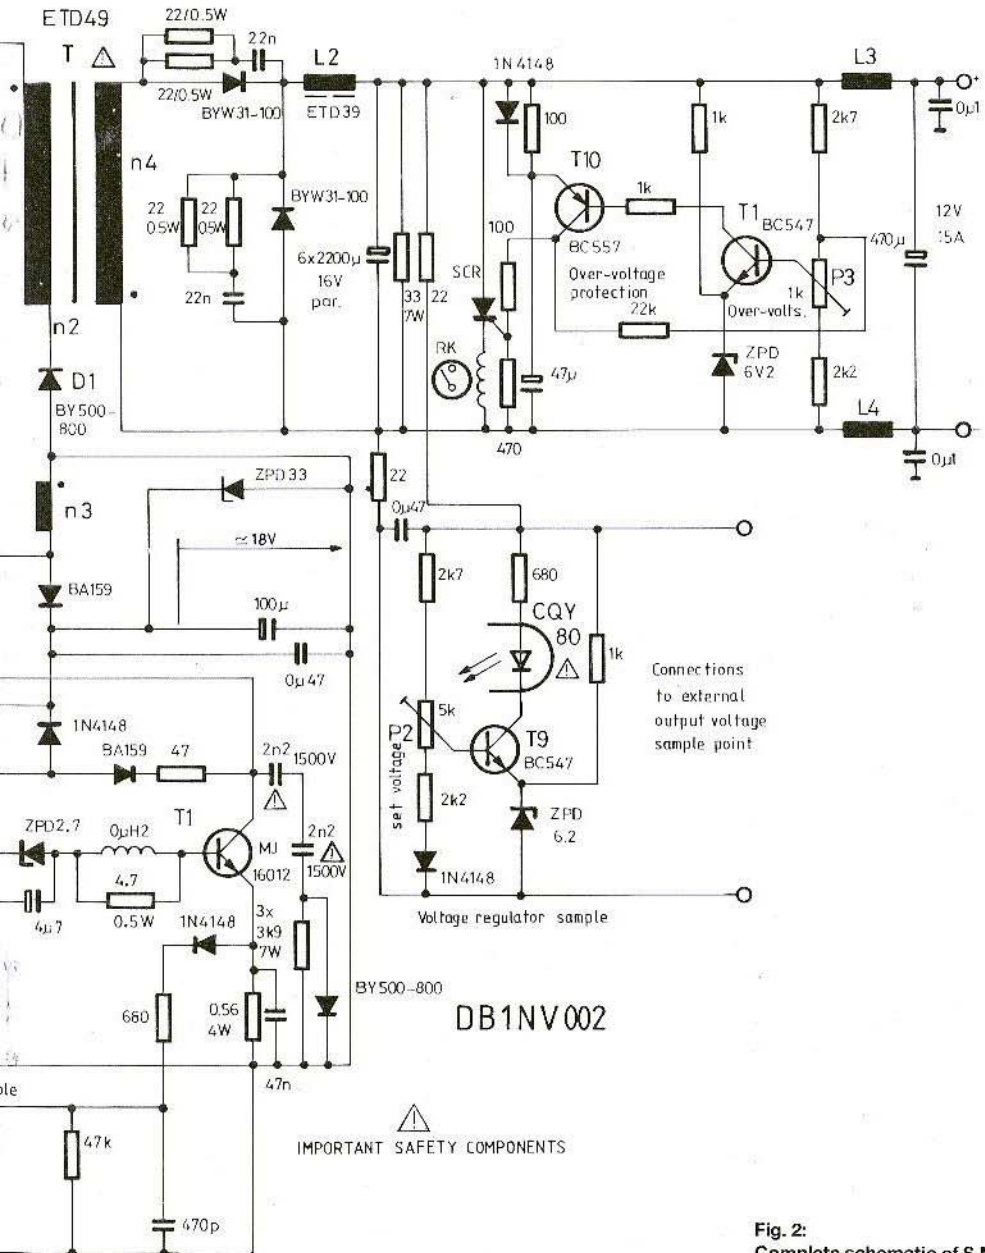 ETD49
22/0.5W
T
22n
L2
1N4148
L3
+
22/0.5W
BYW31-100
ETD39
0µ1
100
1k
2k7
n4
T10
BYW31-100
1k
T1
22
0.5W
22
0.5W
BC547
12V
15A
100
BC557
470µ
6x2200µ
16V
par.
SCR
Over-voltage
protection
P3
1k
22n
33
7W
22
22k
Over-volts.
n2
RK
ZPD
6V2
47µ
2k2
D1
BY500-
800
L4
470
0µ1
ZPD33
22
0µ47
n3
≃18V
2k7
680
BA159
CQY
80
100µ
1k
0µ47
Connections
to external
output voltage
sample point
5k
P2
1N4148
T9
BC547
BA159
47
2n2
1500V
set voltage
2k2
ZPD
6.2
T1
ZPD2.7
0µH2
2n2
1500V
MJ
16012
1N4148
4.7
0.5W
4µ7
1N4148
3x
3k9
7W
Voltage regulator sample
BY500-800
680
0.56
4W
DB1NV002
47n
ole
IMPORTANT SAFETY COMPONENTS
47k
470p
Fig. 2:
Complete schematic of S